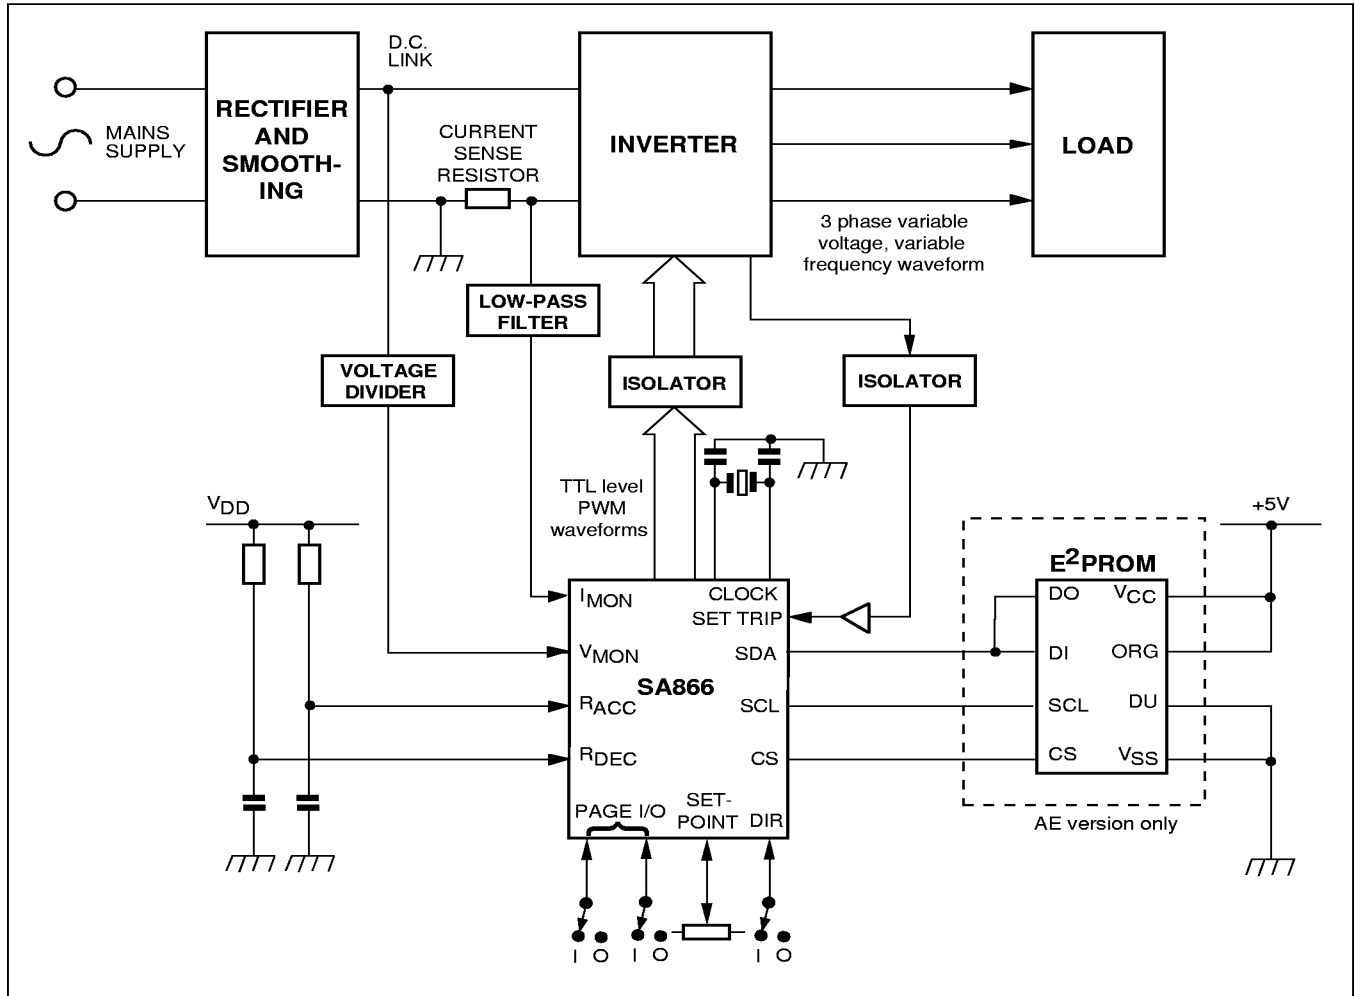 D.C.
LINK
MAINS
SUPPLY
RECTIFIER
AND
SMOOTH-
ING
CURRENT
SENSE
RESISTOR
INVERTER
LOAD
3 phase variable
voltage, variable
frequency waveform
LOW-PASS
FILTER
VOLTAGE
DIVIDER
ISOLATOR
ISOLATOR
TTL level
PWM
waveforms
VDD
+5V
E2PROM
IMON
CLOCK
SET TRIP
VMON
SDA
SA866
RACC
SCL
RDEC
CS
PAGE I/O
SET-
POINT
DIR
DO
VCC
DI
ORG
SCL
DU
CS
VSS
AE version only
I O
I O
I O